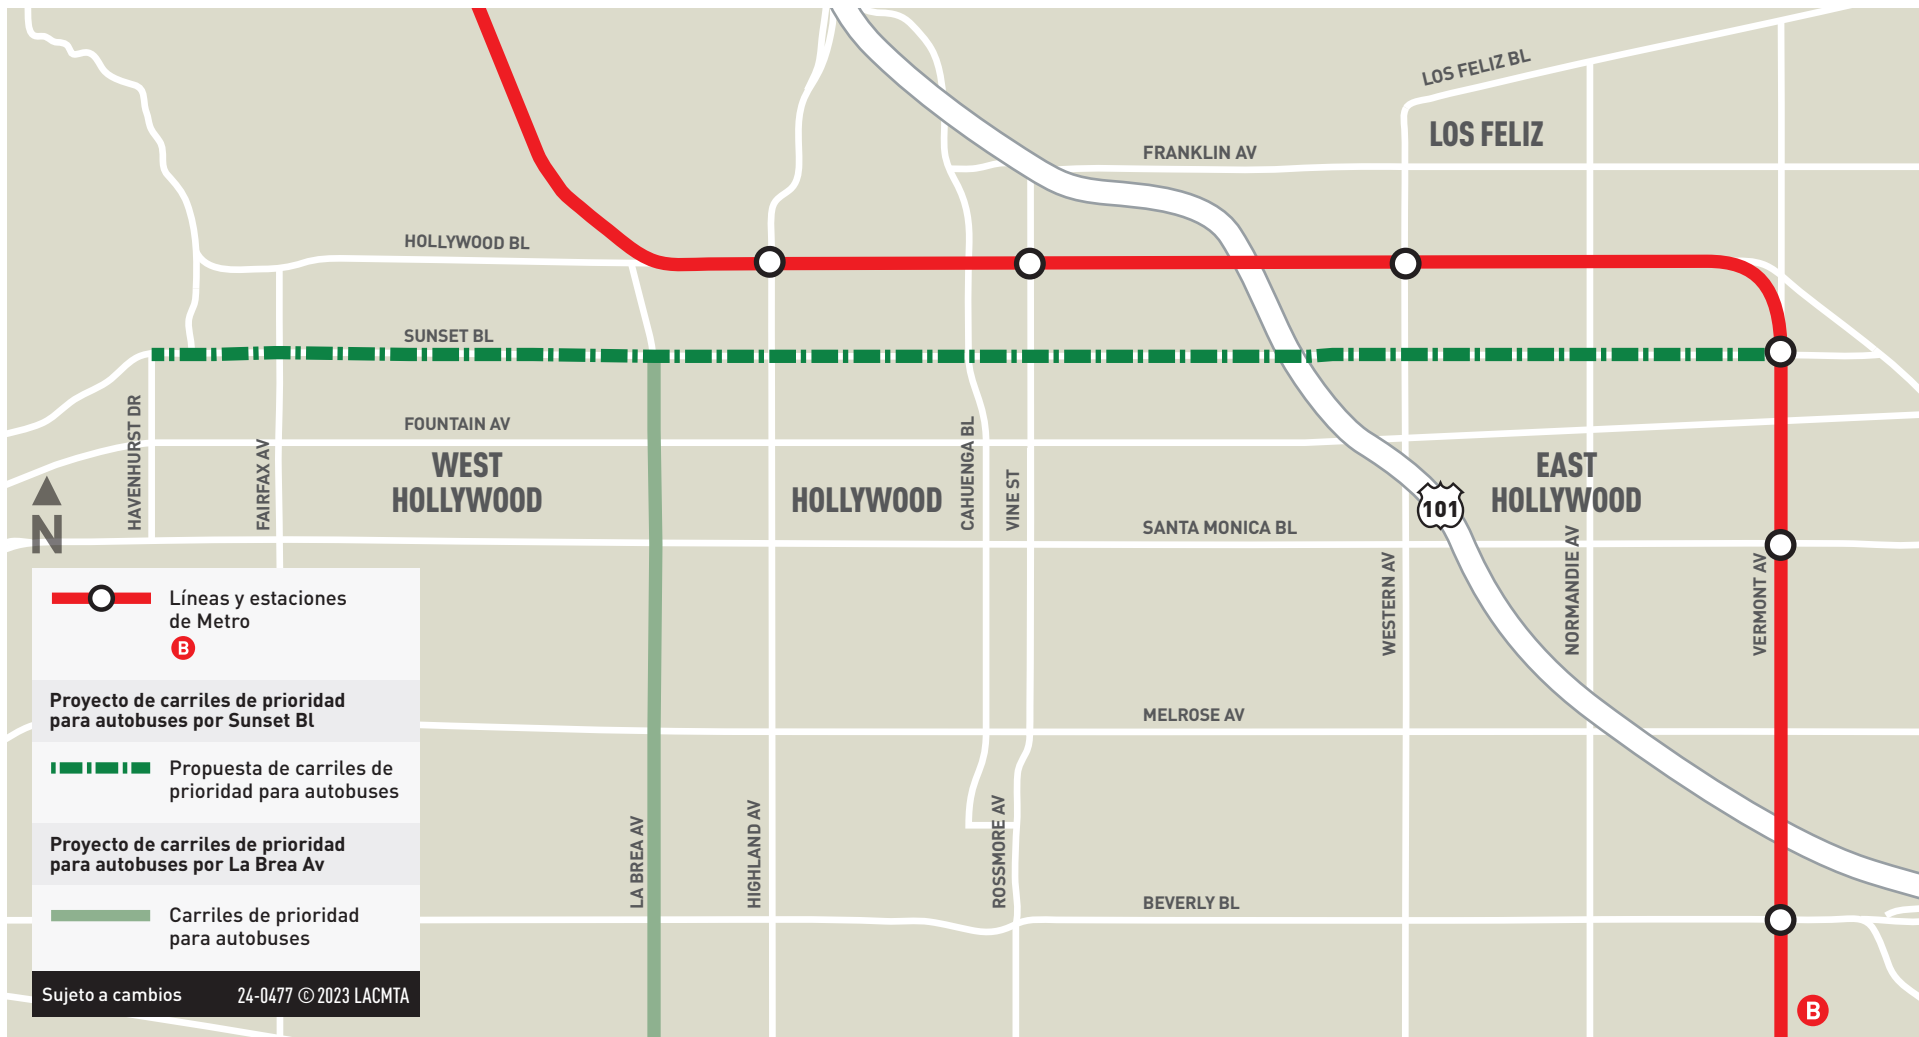 LOS FELIZ BL
LOS FELIZ
FRANKLIN AV
HOLLYWOOD BL
SUNSET BL
HAVENHURST DR
FAIRFAX AV
FOUNTAIN AV
WEST
HOLLYWOOD
HOLLYWOOD
CAHUENGA BL
VINE ST
EAST
HOLLYWOOD
101
SANTA MONICA BL
WESTERN AV
NORMANDIE AV
VERMONT AV
N
MELROSE AV
LA BREA AV
HIGHLAND AV
ROSSMORE AV
BEVERLY BL
B
Líneas y estaciones
de Metro
B
Proyecto de carriles de prioridad
para autobuses por Sunset Bl
Propuesta de carriles de
prioridad para autobuses
Proyecto de carriles de prioridad
para autobuses por La Brea Av
Carriles de prioridad
para autobuses
Sujeto a cambios 24-0477 © 2023 LACMTA